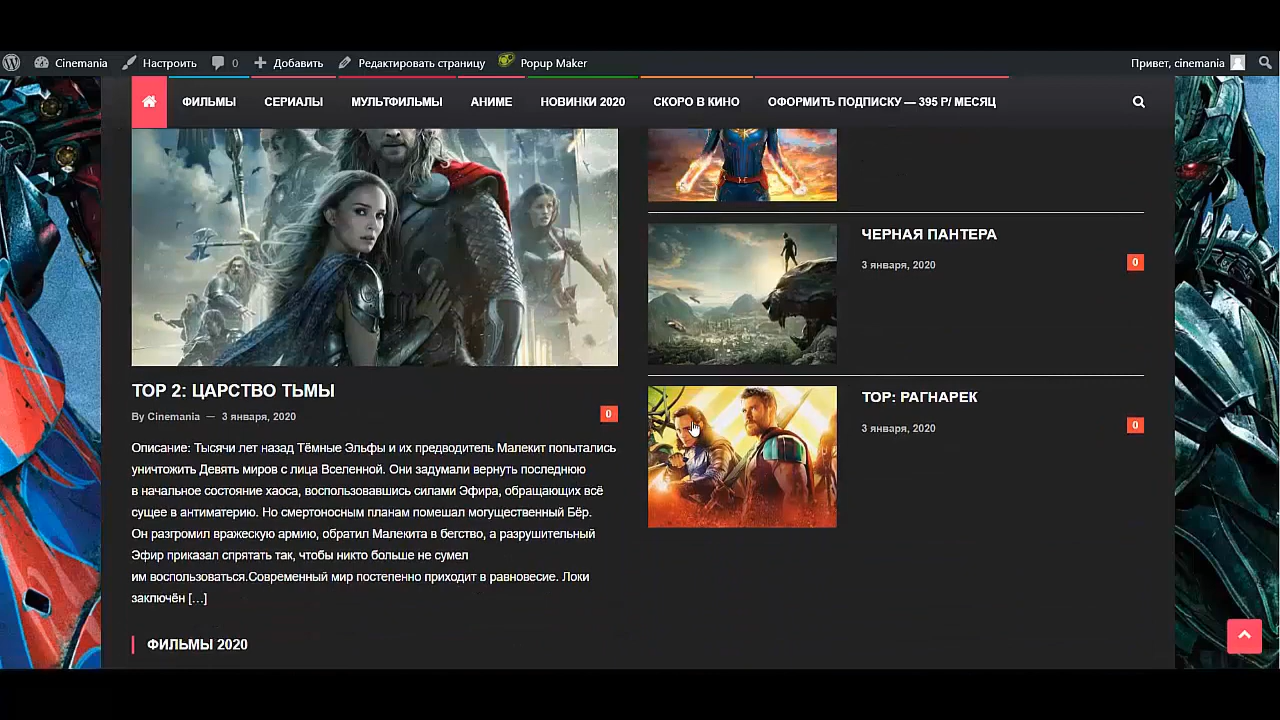 Cinemania Настроить 0 Добавить Редактировать страницу Popup Maker Привет, cinemania
ФИЛЬМЫ СЕРИАЛЫ МУЛЬТФИЛЬМЫ АНИМЕ НОВИНКИ 2020 СКОРО В КИНО ОФОРМИТЬ ПОДПИСКУ — 395 Р/ МЕСЯЦ
ТОР 2: ЦАРСТВО ТЬМЫ
By Cinemania — 3 января, 2020 0
Описание: Тысячи лет назад Тёмные Эльфы и их предводитель Малекит попытались
уничтожить Девять миров с лица Вселенной. Они задумали вернуть последнюю
в начальное состояние хаоса, воспользовавшись силами Эфира, обращающих всё
сущее в антиматерию. Но смертоносным планам помешал могущественный Бёр.
Он разгромил вражескую армию, обратил Малекита в бегство, а разрушительный
Эфир приказал спрятать так, чтобы никто больше не сумел
им воспользоваться.Современный мир постепенно приходит в равновесие. Локи
заключён […]
ЧЕРНАЯ ПАНТЕРА
3 января, 2020 0
ТОР: РАГНАРЕК
3 января, 2020 0
ФИЛЬМЫ 2020